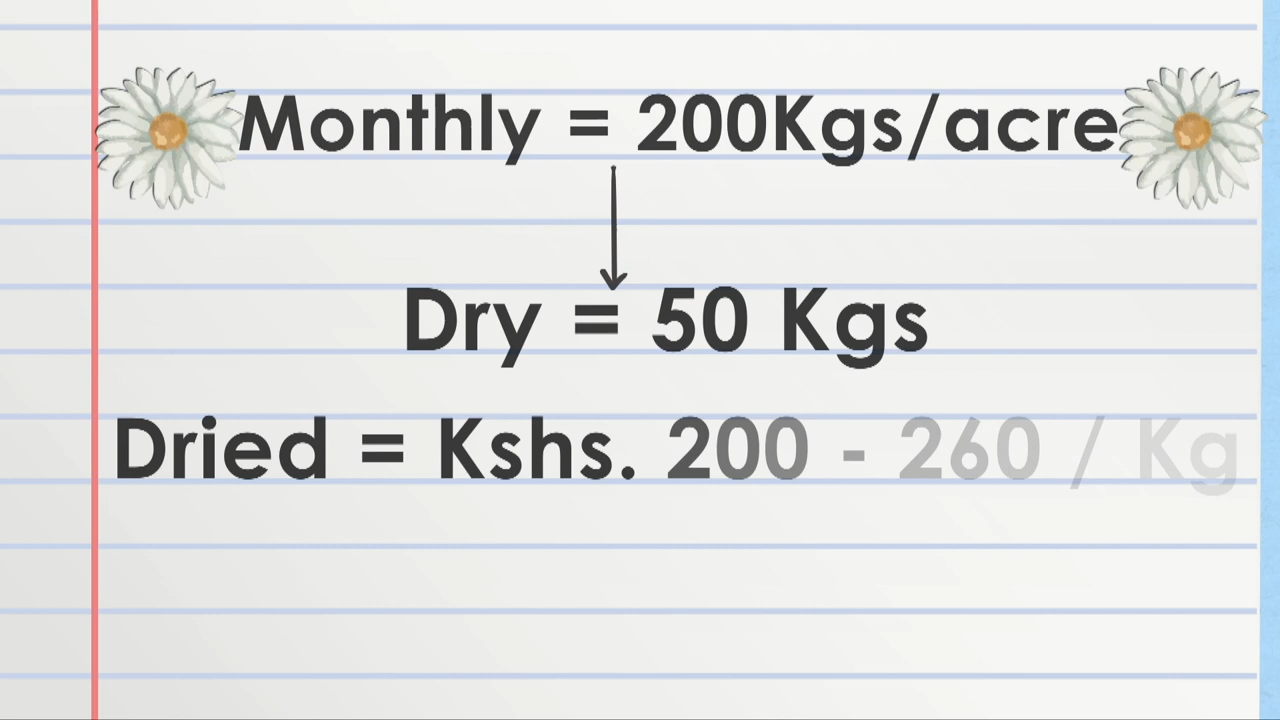 Monthly = 200Kgs/acre
Dry = 50 Kgs
Dried = Kshs. 200 - 260 / Kg